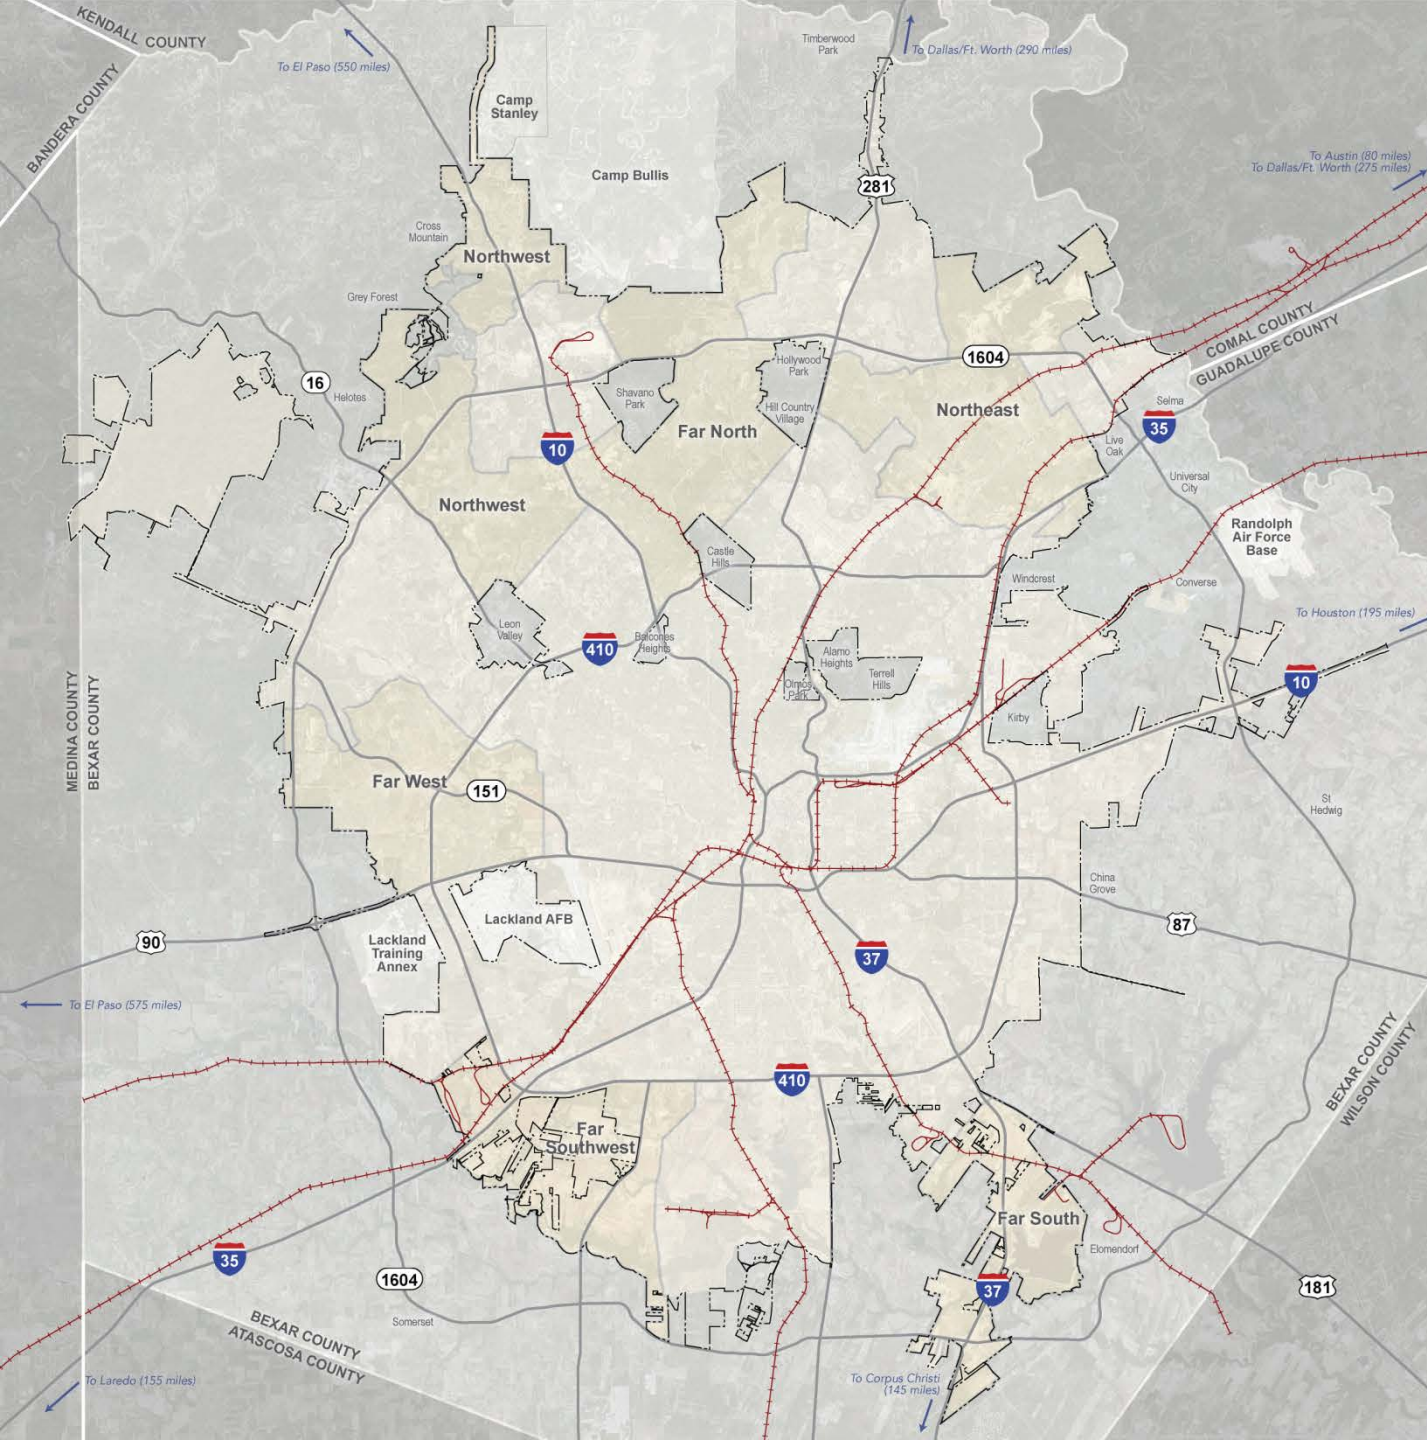 KENDALL COUNTY
BANDERA COUNTY
To El Paso (550 miles)
Timberwood
Park
To Dallas/Ft. Worth (290 miles)
Camp
Stanley
Camp Bullis
281
To Austin (80 miles)
To Dallas/Ft. Worth (275 miles)
Cross
Mountain
Northwest
Grey Forest
COMAL COUNTY
GUADALUPE COUNTY
1604
Hollywood
Park
16
Helotes
Shavano
Park
Hill Country
Village
Far North
Northeast
Selma
35
Live
Oak
10
Universal
City
Northwest
Randolph
Air Force
Base
Castle
Hills
Windcrest
Converse
To Houston (195 miles)
Leon
Valley
410
Balcones
Heights
Alamo
Heights
Terrell
Hills
Olmos
Park
10
Kirby
MEDINA COUNTY
BEXAR COUNTY
Far West
151
St.
Hedwig
China
Grove
87
Lackland AFB
90
Lackland
Training
Annex
37
To El Paso (575 miles)
410
BEXAR COUNTY
WILSON COUNTY
Far
Southwest
Far South
Elomendorf
35
1604
37
181
Somerset
BEXAR COUNTY
ATASCOSA COUNTY
To Laredo (155 miles)
To Corpus Christi
(145 miles)